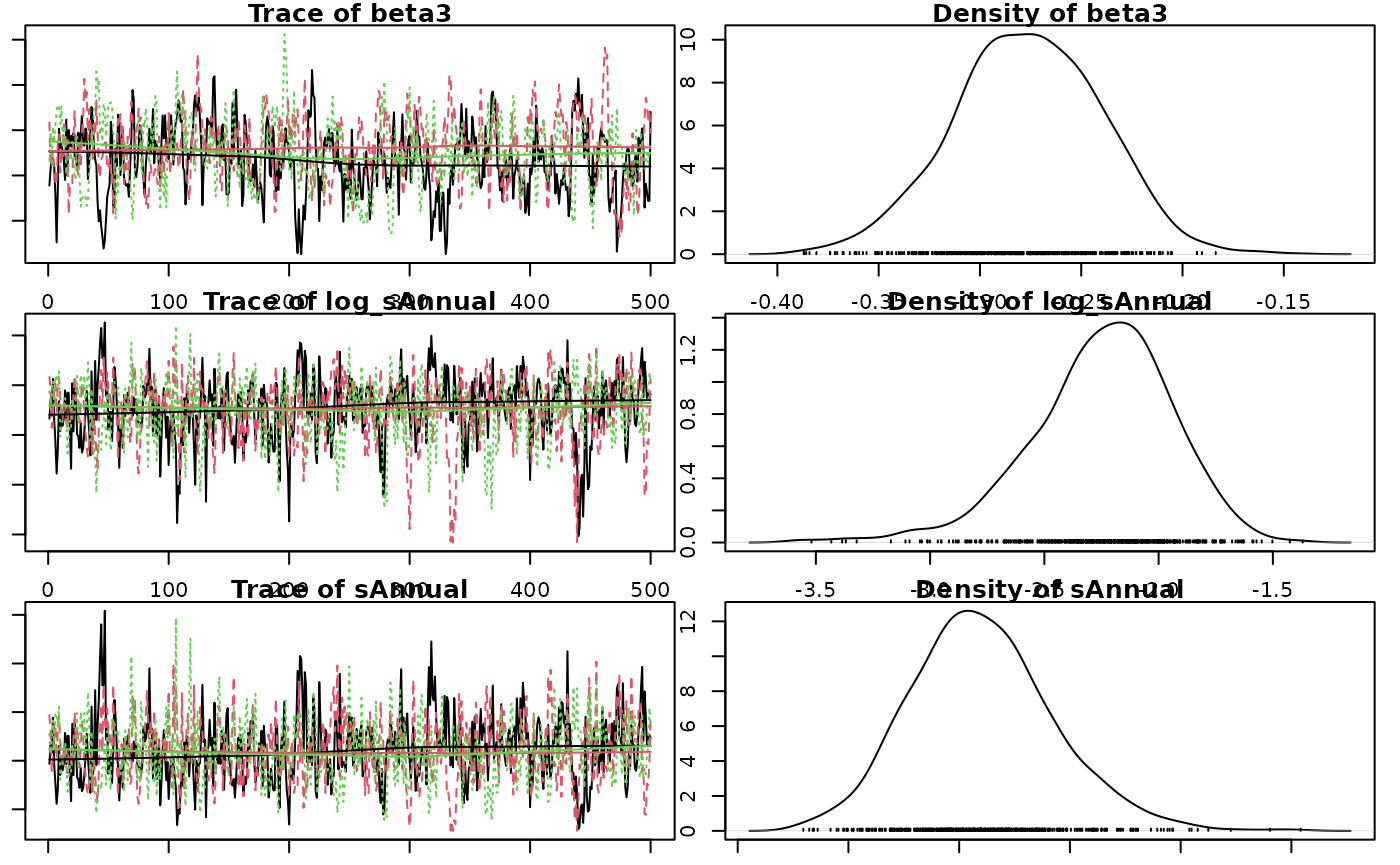 Trace of beta3
Density of beta3
0 2 4 6 8 10
0 100 200 300 400 500
-0.40 -0.35 -0.30 -0.25 -0.20 -0.15
Trace of log_sAnnual
Density of log_sAnnual
0.0 0.4 0.8 1.2
0 100 200 300 400 500
-3.5 -3.0 -2.5 -2.0 -1.5
Trace of sAnnual
Density of sAnnual
0 2 4 6 8 12